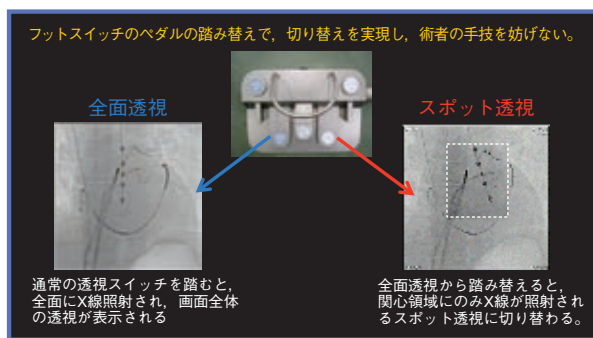 フットスイッチのペダルの踏み替えで，切り替えを実現し，術者の手技を妨げない。
全面透視
スポット透視
通常の透視スイッチを踏むと，
全面にX線照射され，画面全体
の透視が表示される
全面透視から踏み替えると，
関心領域にのみX線が照射され
るスポット透視に切り替わる。